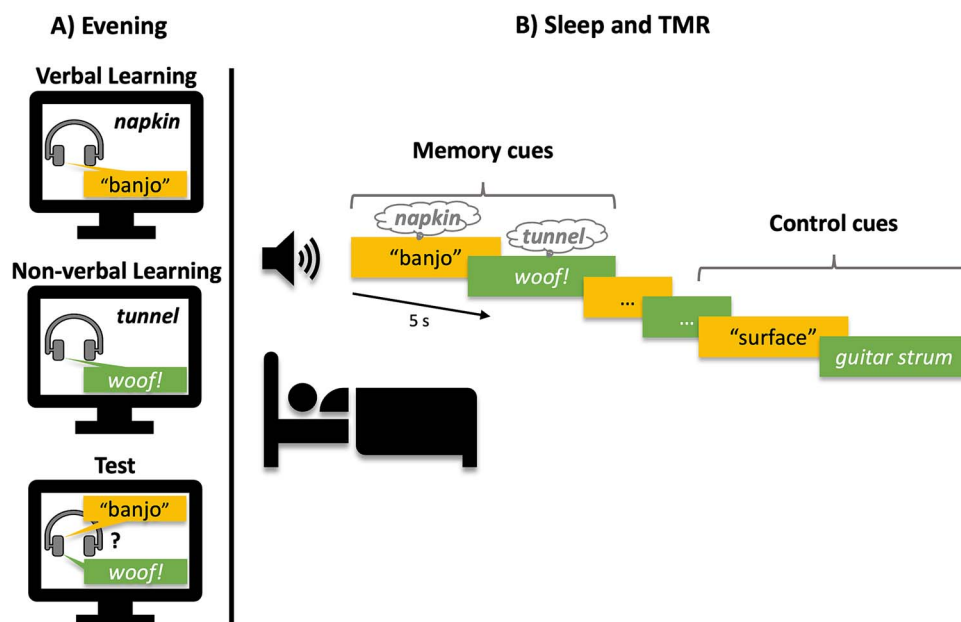 A) Evening
Verbal Learning
napkin
“banjo”
Non-verbal Learning
tunnel
woof!
Test
“banjo”
?
woof!
B) Sleep and TMR
Memory cues
napkin
tunnel
“banjo”
woof!
...
...
5 s
Control cues
“surface”
guitar strum